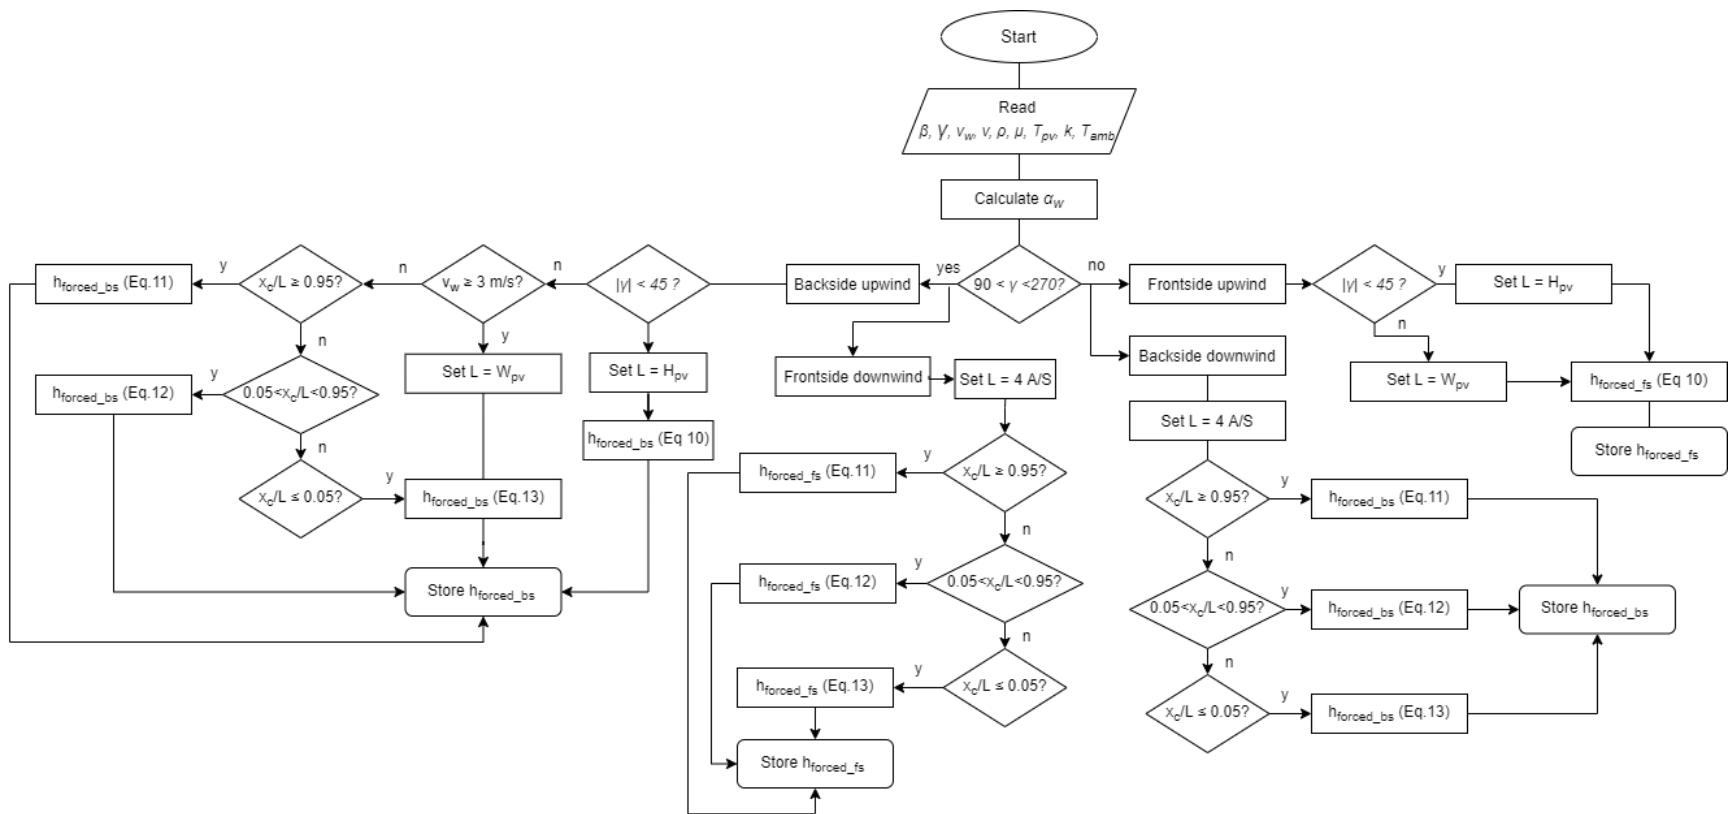 Start
Read
β, γ, v_w, v, ρ, μ, T_pv, k, T_amb
Calculate α_w
90 < γ <270?
yes
no
Backside upwind
|γ| < 45 ?
n
v_w ≥ 3 m/s?
n
x_c/L ≥ 0.95?
y
h_forced_bs (Eq.11)
n
0.05<x_c/L<0.95?
y
h_forced_bs (Eq.12)
n
x_c/L ≤ 0.05?
y
h_forced_bs (Eq.13)
y
Set L = W_pv
Set L = H_pv
h_forced_bs (Eq 10)
Store h_forced_bs
Frontside downwind
Set L = 4 A/S
x_c/L ≥ 0.95?
y
h_forced_fs (Eq.11)
n
0.05<x_c/L<0.95?
y
h_forced_fs (Eq.12)
n
x_c/L ≤ 0.05?
y
h_forced_fs (Eq.13)
Store h_forced_fs
Frontside upwind
|γ| < 45 ?
y
Set L = H_pv
n
Set L = W_pv
h_forced_fs (Eq 10)
Store h_forced_fs
Backside downwind
Set L = 4 A/S
x_c/L ≥ 0.95?
y
h_forced_bs (Eq.11)
n
0.05<x_c/L<0.95?
y
h_forced_bs (Eq.12)
n
x_c/L ≤ 0.05?
y
h_forced_bs (Eq.13)
Store h_forced_bs